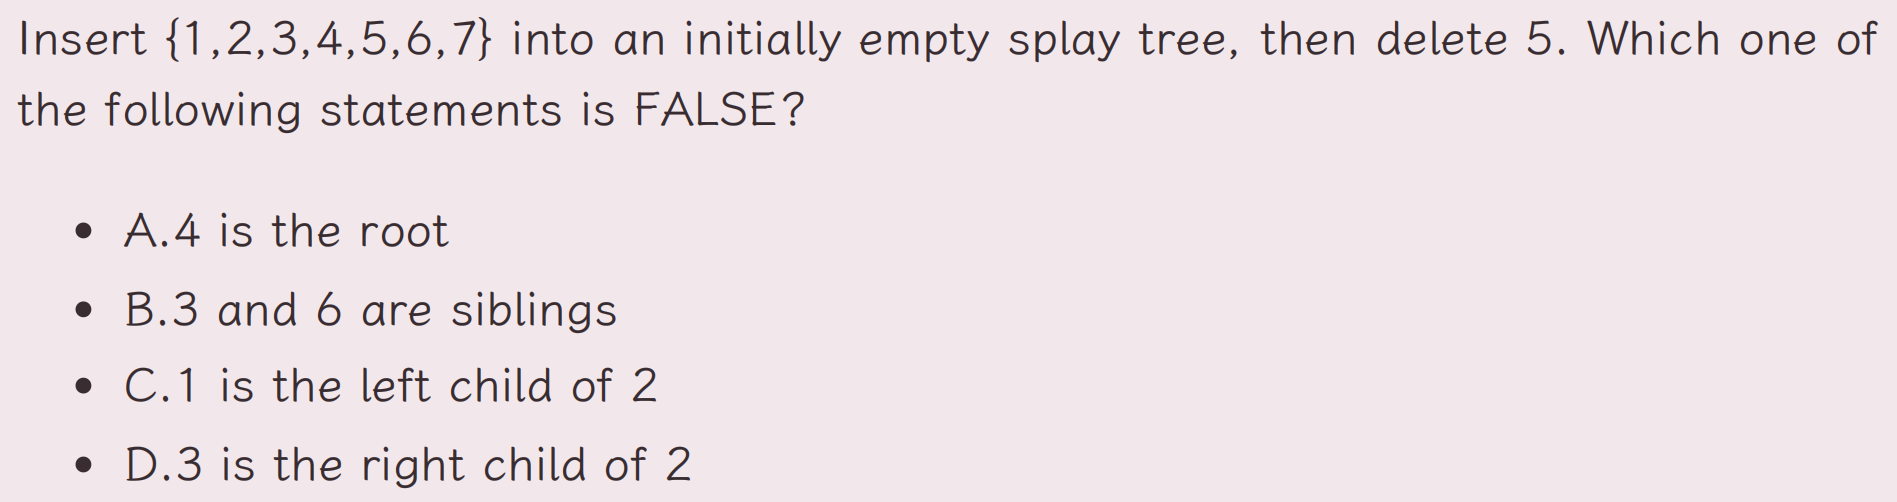 Insert {1,2,3,4,5,6,7} into an initially empty splay tree, then delete 5. Which one of
the following statements is FALSE?
• A.4 is the root
• B.3 and 6 are siblings
• C.1 is the left child of 2
• D.3 is the right child of 2